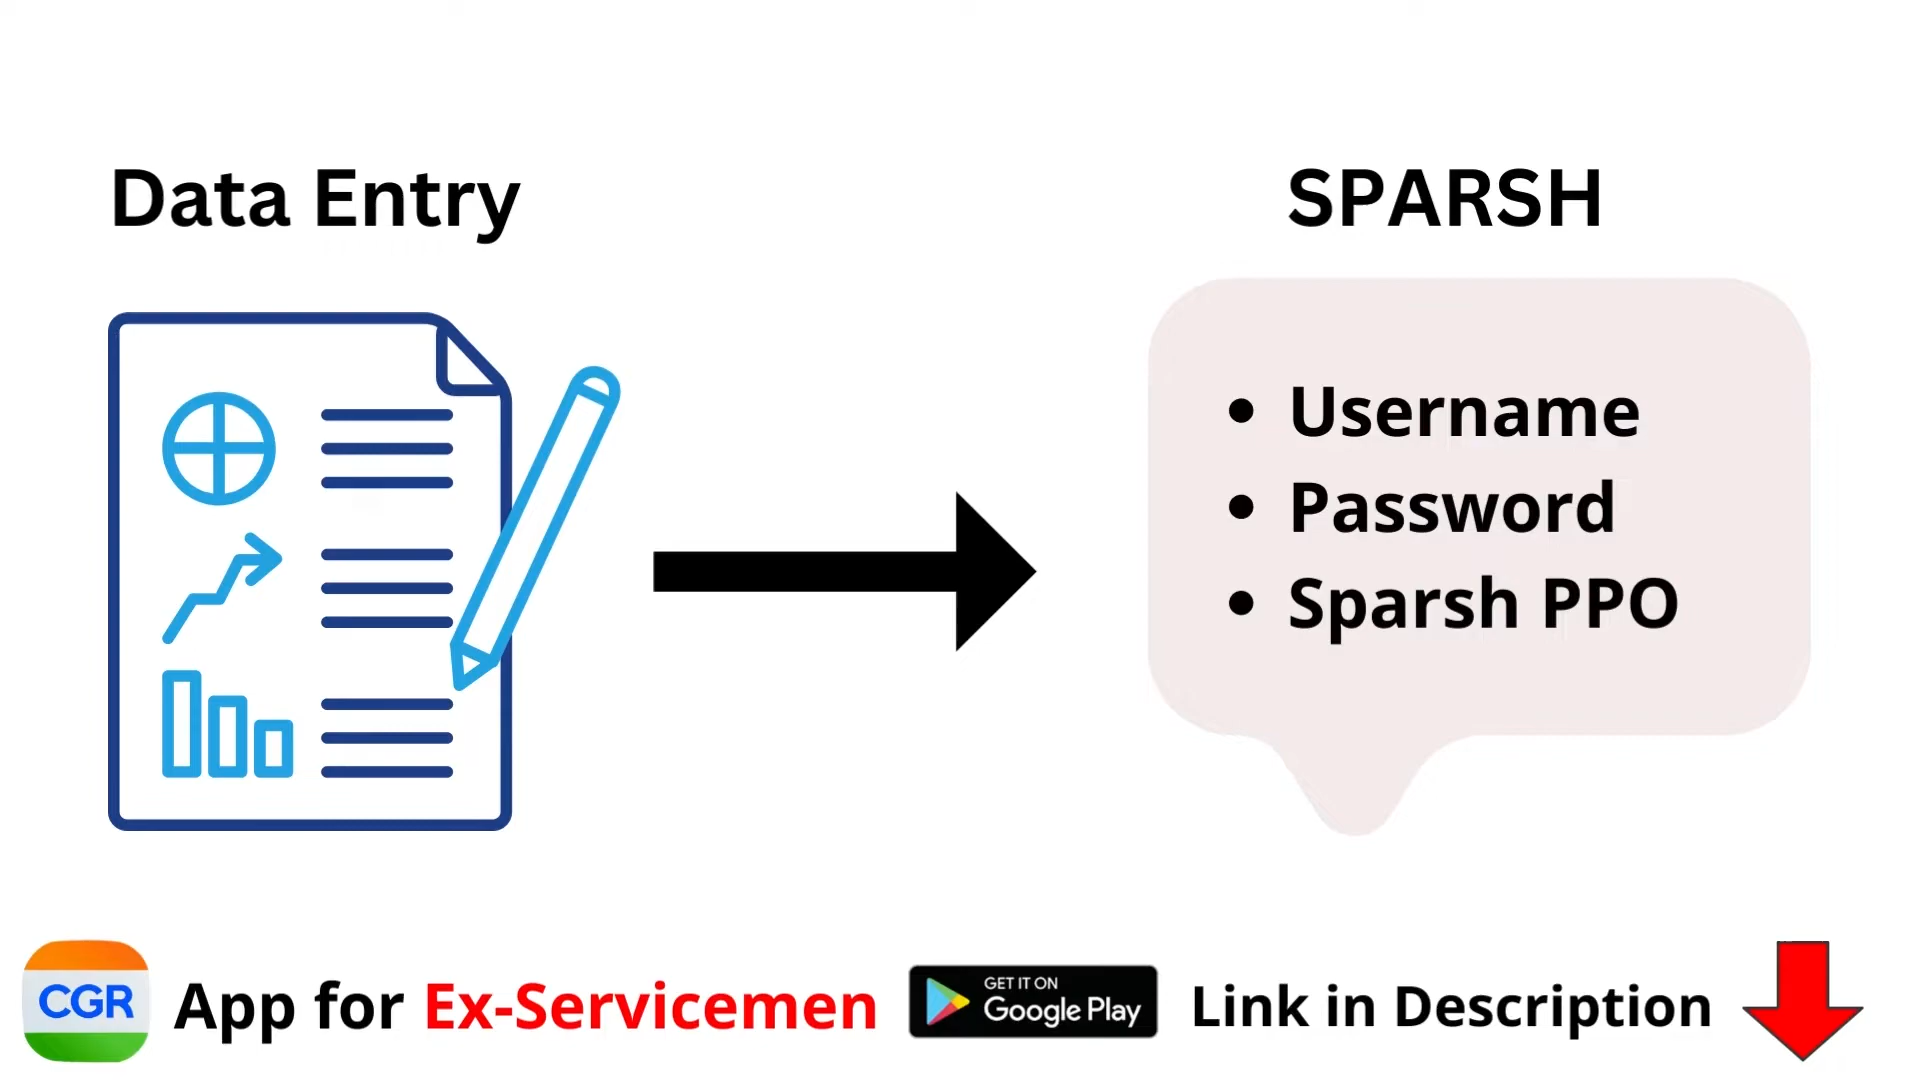 Data Entry
SPARSH
• Username
• Password
• Sparsh PPO
CGR
App for Ex-Servicemen
GET IT ON
Google Play
Link in Description